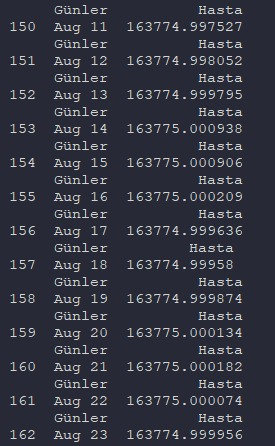 Günler Hasta
150 Aug 11 163774.997527
Günler Hasta
151 Aug 12 163774.998052
Günler Hasta
152 Aug 13 163774.999795
Günler Hasta
153 Aug 14 163775.000938
Günler Hasta
154 Aug 15 163775.000906
Günler Hasta
155 Aug 16 163775.000209
Günler Hasta
156 Aug 17 163774.999636
Günler Hasta
157 Aug 18 163774.99958
Günler Hasta
158 Aug 19 163774.999874
Günler Hasta
159 Aug 20 163775.000134
Günler Hasta
160 Aug 21 163775.000182
Günler Hasta
161 Aug 22 163775.000074
Günler Hasta
162 Aug 23 163774.999956